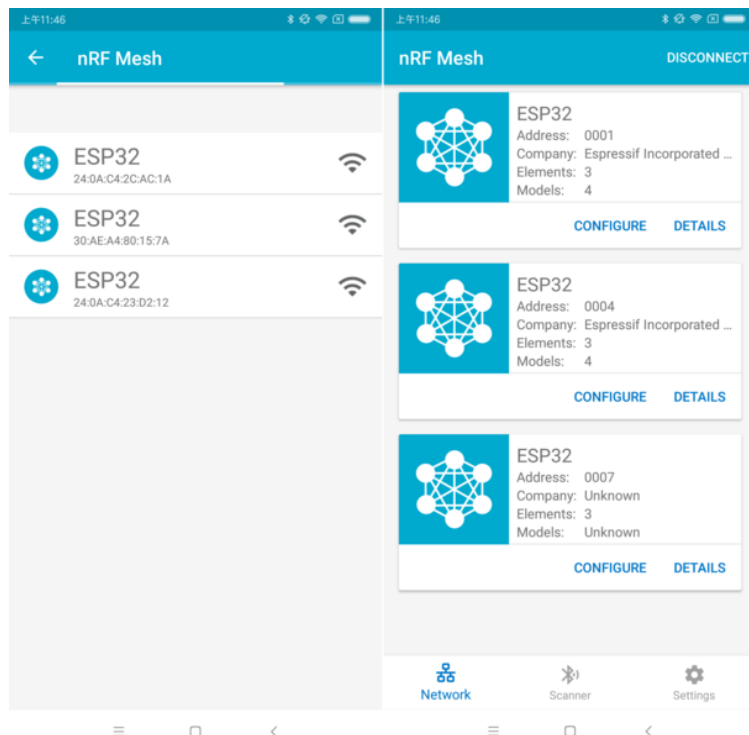 上午11:46
nRF Mesh
ESP32
24:0A:C4:2C:AC:1A
ESP32
30:AE:A4:80:15:7A
ESP32
24:0A:C4:23:D2:12
上午11:46
nRF Mesh DISCONNECT
ESP32
Address: 0001
Company: Espressif Incorporated ...
Elements: 3
Models: 4
CONFIGURE DETAILS
ESP32
Address: 0004
Company: Espressif Incorporated ...
Elements: 3
Models: 4
CONFIGURE DETAILS
ESP32
Address: 0007
Company: Unknown
Elements: 3
Models: Unknown
CONFIGURE DETAILS
Network Scanner Settings